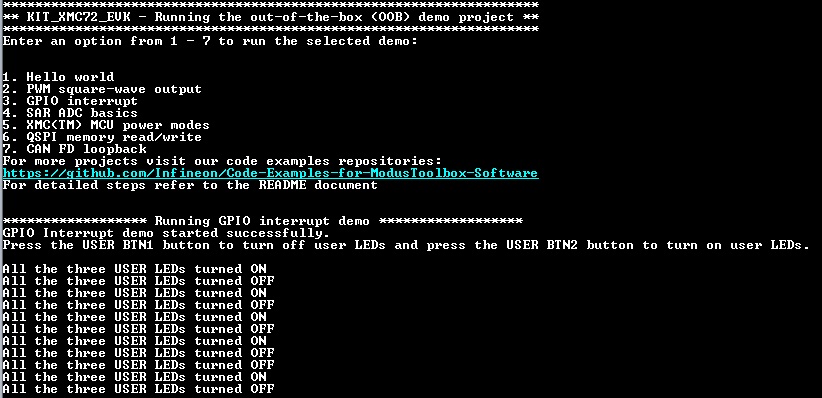 ******************************************************************
** KIT_XMC72_EVK - Running the out-of-the-box (OOB) demo project **
******************************************************************
Enter an option from 1 - 7 to run the selected demo:
1. Hello world
2. PWM square-wave output
3. GPIO interrupt
4. SAR ADC basics
5. XMC(TM) MCU power modes
6. QSPI memory read/write
7. CAN FD loopback
For more projects visit our code examples repositories:
https://github.com/Infineon/Code-Examples-for-ModusToolbox-Software
For detailed steps refer to the README document
****************** Running GPIO interrupt demo ******************
GPIO Interrupt demo started successfully.
Press the USER BTN1 button to turn off user LEDs and press the USER BTN2 button to turn on user LEDs.
All the three USER LEDs turned ON
All the three USER LEDs turned OFF
All the three USER LEDs turned ON
All the three USER LEDs turned OFF
All the three USER LEDs turned ON
All the three USER LEDs turned OFF
All the three USER LEDs turned ON
All the three USER LEDs turned OFF
All the three USER LEDs turned OFF
All the three USER LEDs turned ON
All the three USER LEDs turned OFF